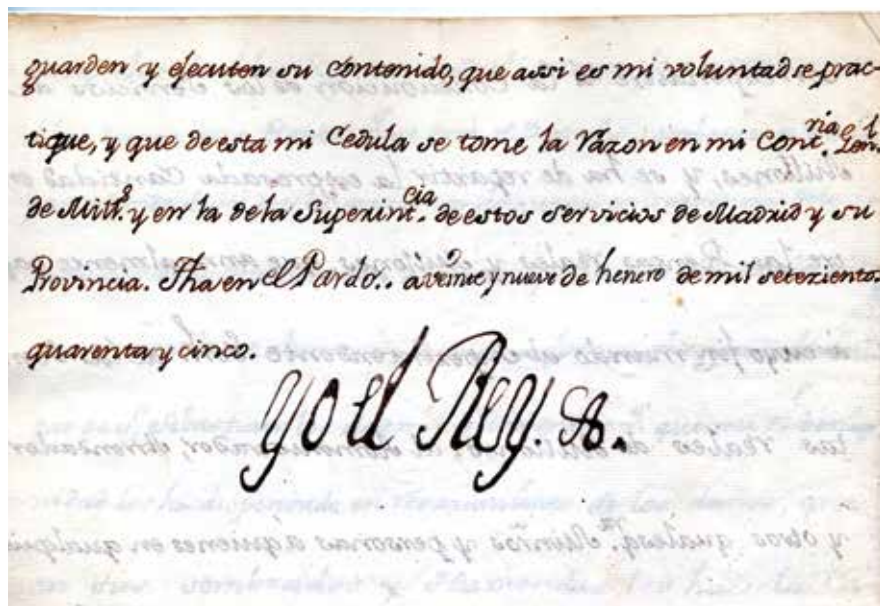 guarden y ejecuten su Contenido, que assi es mi voluntad se prac-
tique, y que de esta mi Cedula se tome la Razon en mi Cont.ria Gen.l
de Mill.s y en la de la Superint.cia de estos servicios de Madrid y su
Provincia. Fha en el Pardo.. a veinte y nueve de henero de mil setezientos
quarenta y cinco.
Yo el Rey.